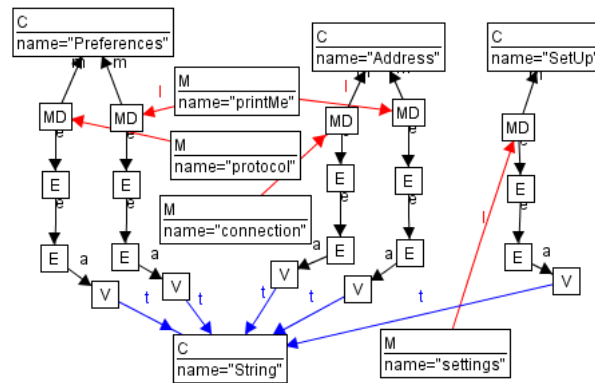 C
name="Preferences"
C
name="Address"
C
name="SetUp"
m
m
M
name="printMe"
l
l
MD
MD
MD
MD
MD
M
name="protocol"
e
e
e
e
e
E
E
E
E
E
M
name="connection"
e
e
e
e
e
l
E
E
E
E
E
a
a
a
a
a
V
V
V
V
V
t
t
t
t
t
C
name="String"
M
name="settings"